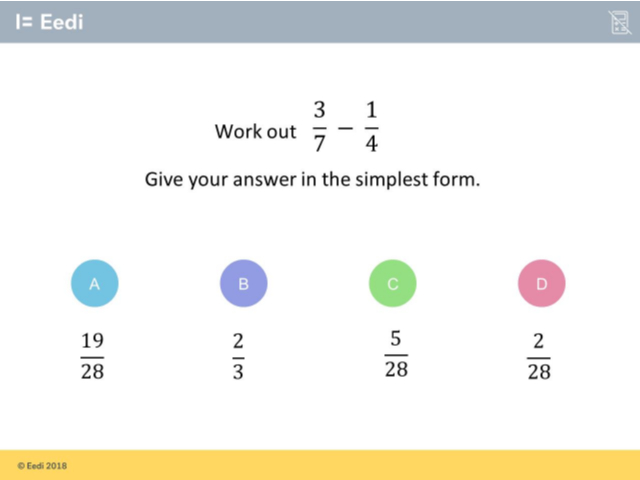 I= Eedi
Work out 3/7 − 1/4
Give your answer in the simplest form.
A B C D
19/28 2/3 5/28 2/28
© Eedi 2018